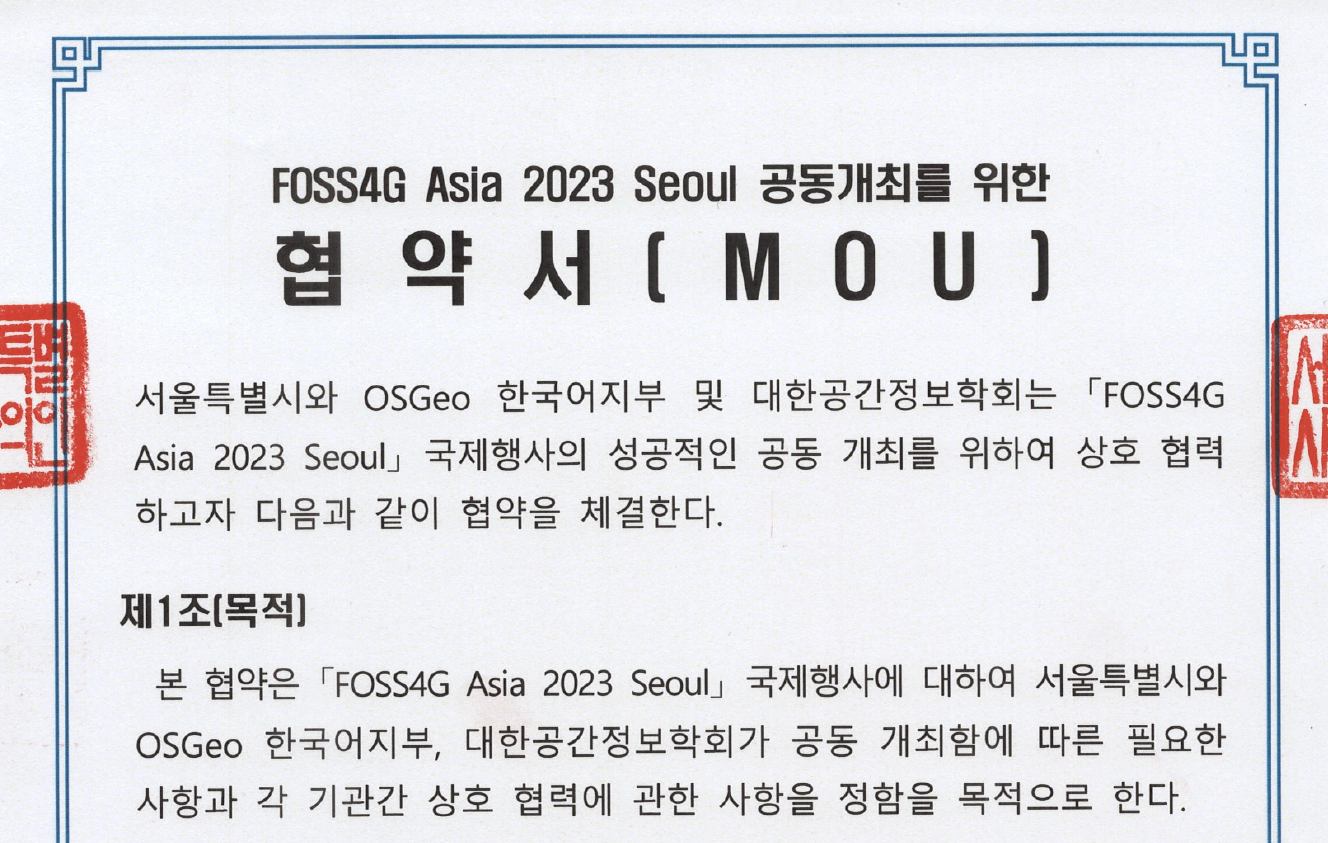 FOSS4G Asia 2023 Seoul 공동개최를 위한
협 약 서 ( M O U )
서울특별시와 OSGeo 한국어지부 및 대한공간정보학회는 「FOSS4G
Asia 2023 Seoul」 국제행사의 성공적인 공동 개최를 위하여 상호 협력
하고자 다음과 같이 협약을 체결한다.
제1조(목적)
본 협약은 「FOSS4G Asia 2023 Seoul」 국제행사에 대하여 서울특별시와
OSGeo 한국어지부, 대한공간정보학회가 공동 개최함에 따른 필요한
사항과 각 기관간 상호 협력에 관한 사항을 정함을 목적으로 한다.